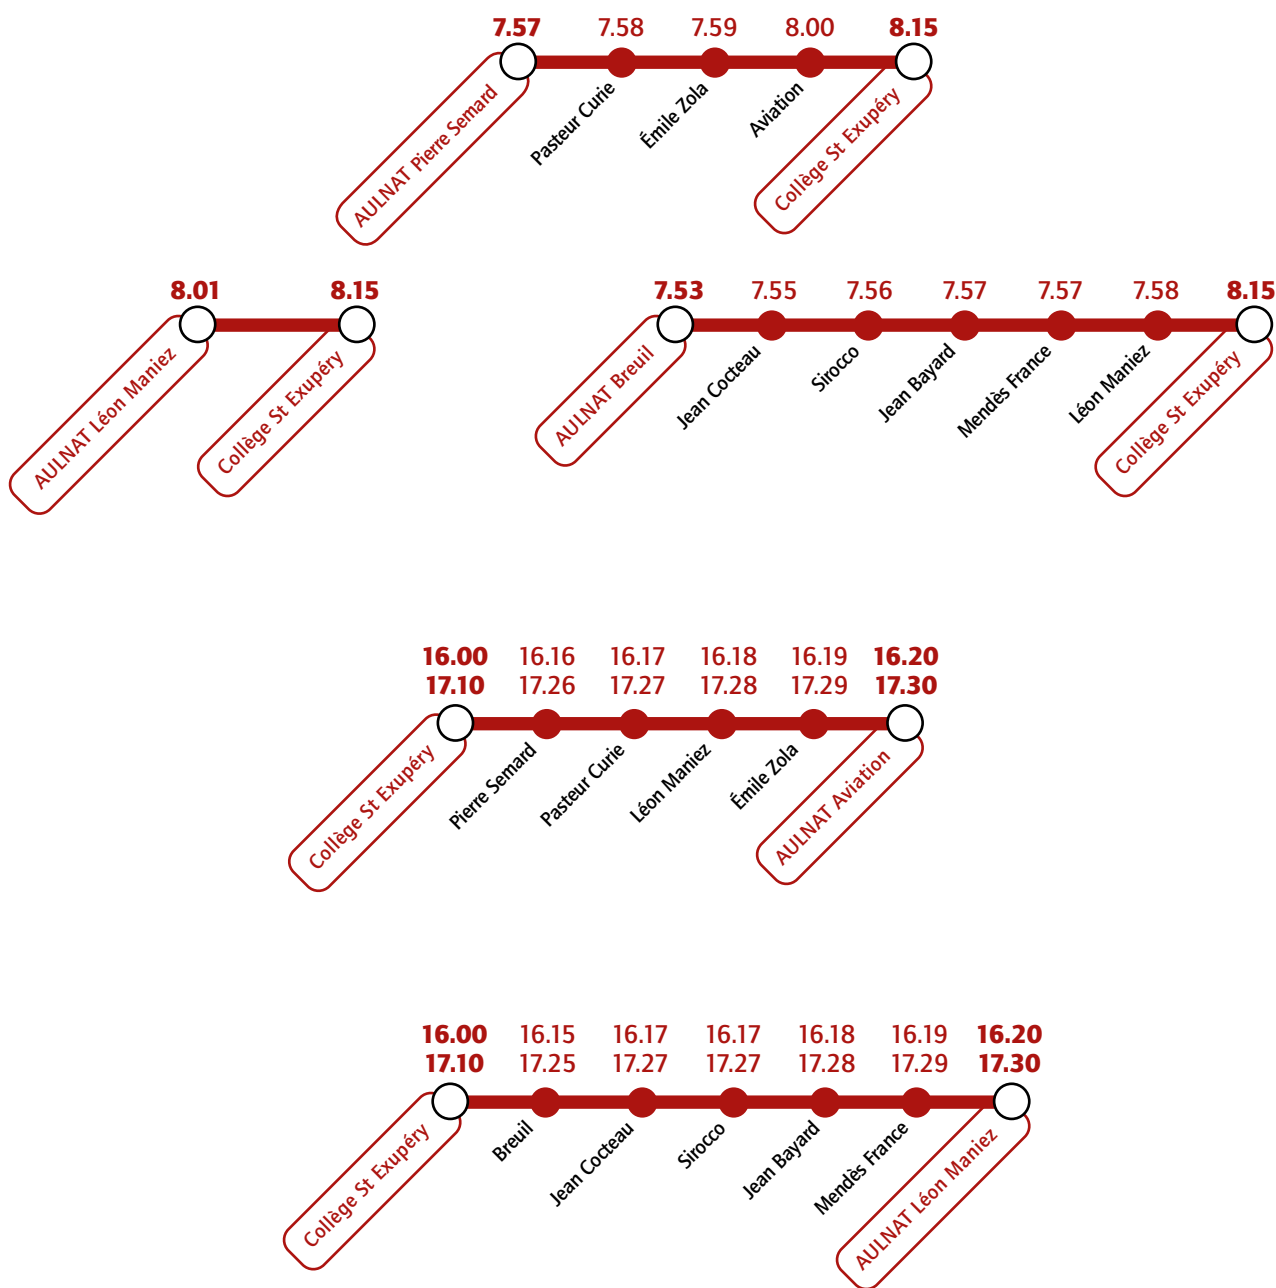 7.57 7.58 7.59 8.00 8.15
AULNAT Pierre Semard
Pasteur Curie
Émile Zola
Aviation
Collège St Exupéry
8.01 8.15
AULNAT Léon Maniez
Collège St Exupéry
7.53 7.55 7.56 7.57 7.57 7.58 8.15
AULNAT Breuil
Jean Cocteau
Sirocco
Jean Bayard
Mendès France
Léon Maniez
Collège St Exupéry
16.00 16.16 16.17 16.18 16.19 16.20
17.10 17.26 17.27 17.28 17.29 17.30
Collège St Exupéry
Pierre Semard
Pasteur Curie
Léon Maniez
Émile Zola
AULNAT Aviation
16.00 16.15 16.17 16.17 16.18 16.19 16.20
17.10 17.25 17.27 17.27 17.28 17.29 17.30
Collège St Exupéry
Breuil
Jean Cocteau
Sirocco
Jean Bayard
Mendès France
AULNAT Léon Maniez